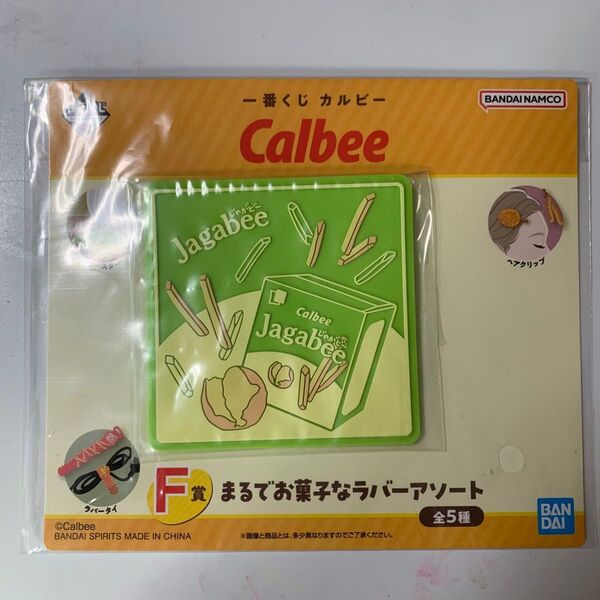 一番くじ カルビー
Calbee
BANDAI NAMCO
じゃがビー
Jagabee
Calbee
じゃがビー
Jagabee
ヘアクリップ
ラバータイ
F賞 まるでお菓子なラバーアソート
全5種
©Calbee
BANDAI SPIRITS MADE IN CHINA
※画像と商品とは、多少異なりますのでご了承ください。
BAN
DAI